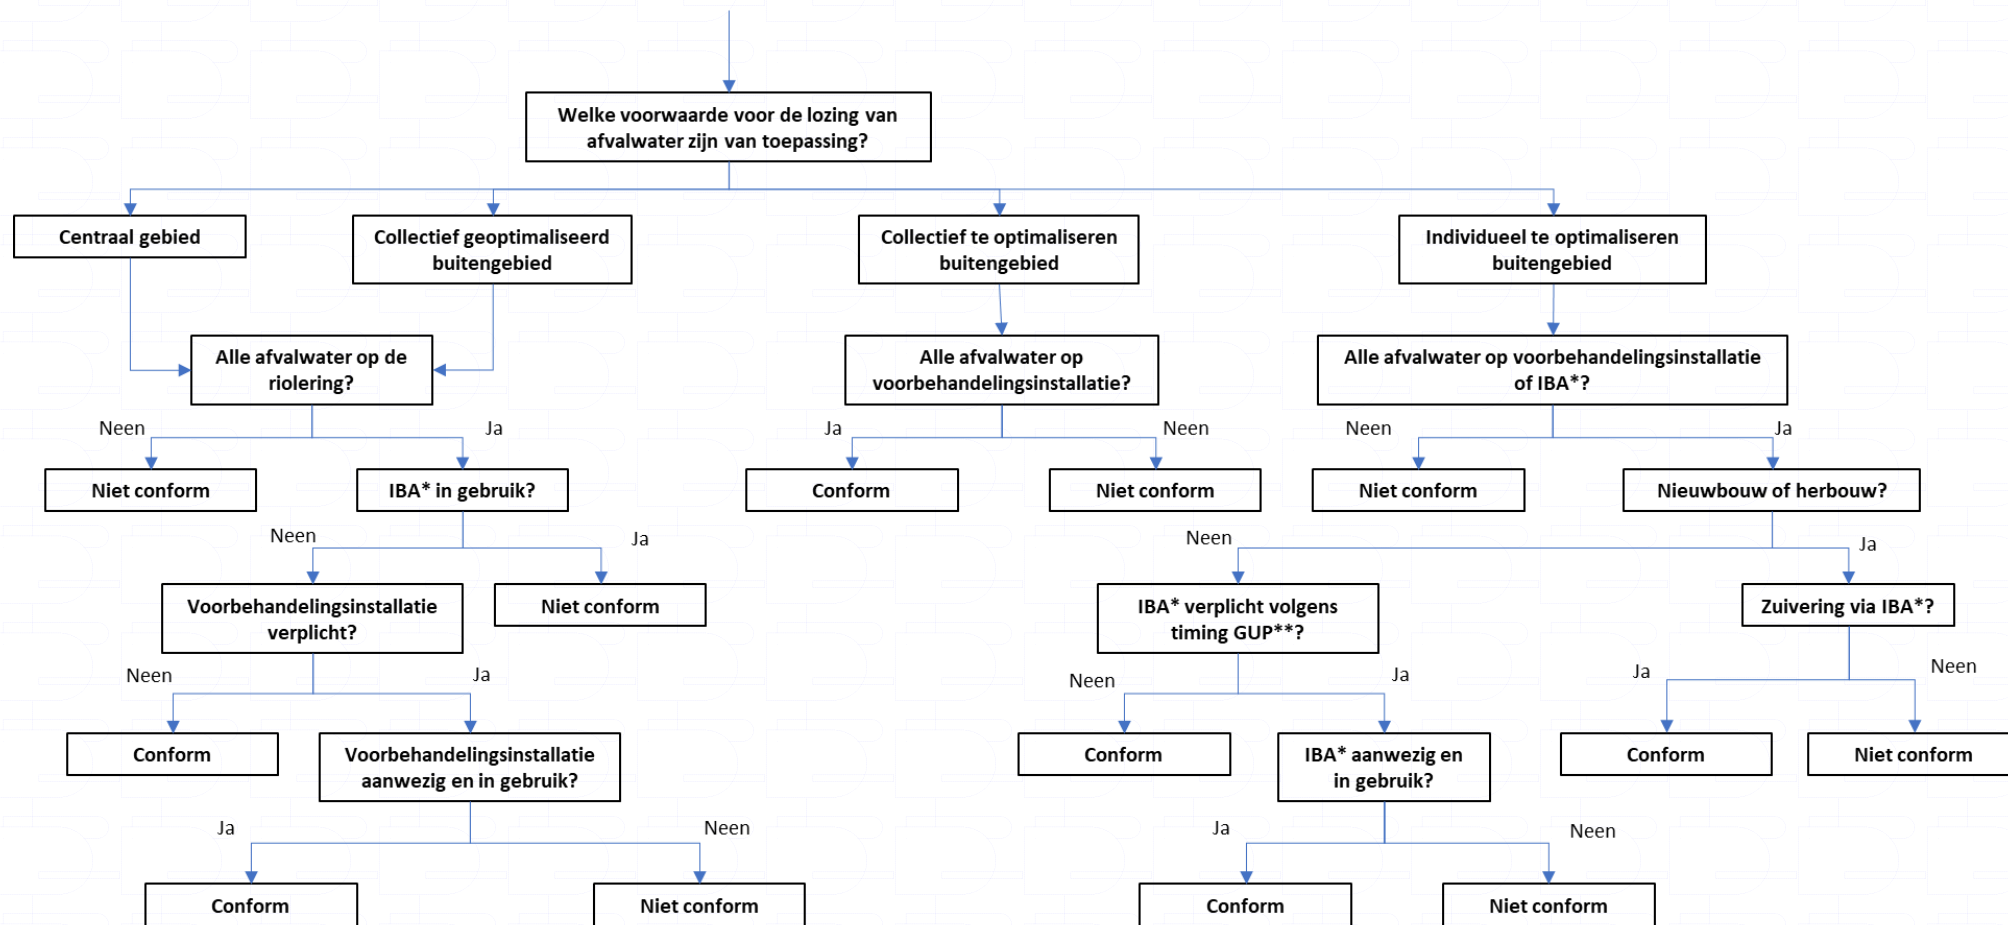 Welke voorwaarde voor de lozing van
afvalwater zijn van toepassing?
Centraal gebied
Collectief geoptimaliseerd
buitengebied
Collectief te optimaliseren
buitengebied
Individueel te optimaliseren
buitengebied
Alle afvalwater op de
riolering?
Alle afvalwater op
voorbehandelingsinstallatie?
Alle afvalwater op voorbehandelingsinstallatie
of IBA*?
Neen
Ja
Ja
Neen
Neen
Ja
Niet conform
IBA* in gebruik?
Conform
Niet conform
Niet conform
Nieuwbouw of herbouw?
Neen
Ja
Neen
Ja
Voorbehandelingsinstallatie
verplicht?
Niet conform
IBA* verplicht volgens
timing GUP**?
Zuivering via IBA*?
Neen
Ja
Neen
Ja
Ja
Neen
Conform
Voorbehandelingsinstallatie
aanwezig en in gebruik?
Conform
IBA* aanwezig en
in gebruik?
Conform
Niet conform
Ja
Neen
Ja
Neen
Conform
Niet conform
Conform
Niet conform